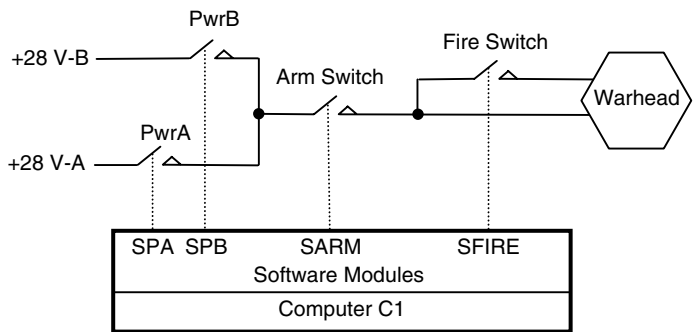 PwrB
+28 V-B
Fire Switch
Arm Switch
Warhead
PwrA
+28 V-A
SPA SPB SARM SFIRE
Software Modules
Computer C1